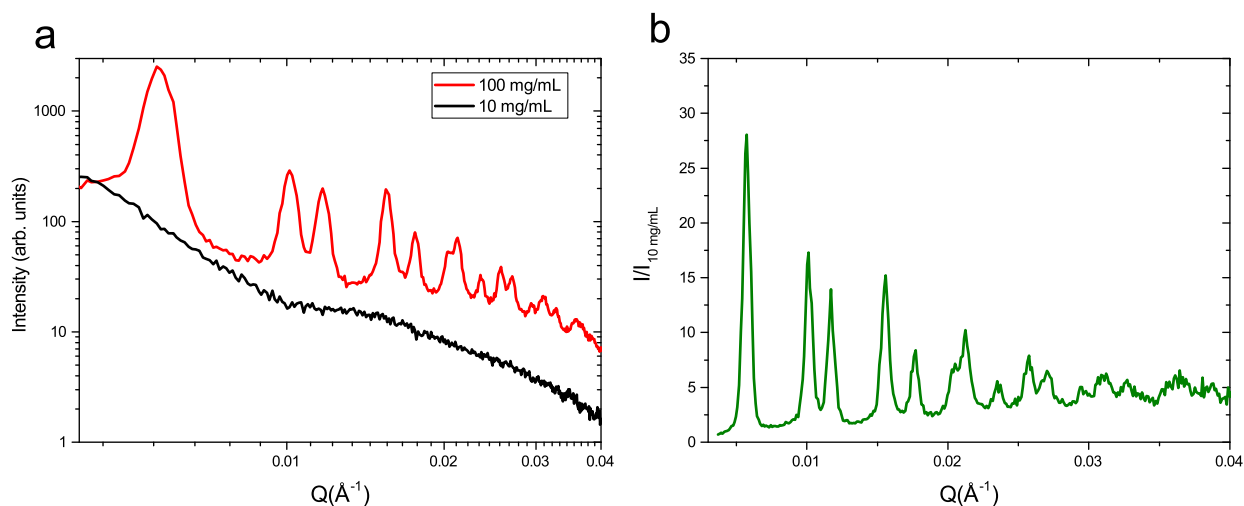 a
1000
100
10
1
Intensity (arb. units)
100 mg/mL
10 mg/mL
0.01
0.02
0.03
0.04
Q(Å⁻¹)
b
35
30
25
20
15
10
5
0
I/I₁₀ mg/mL
0.01
0.02
0.03
0.04
Q(Å⁻¹)